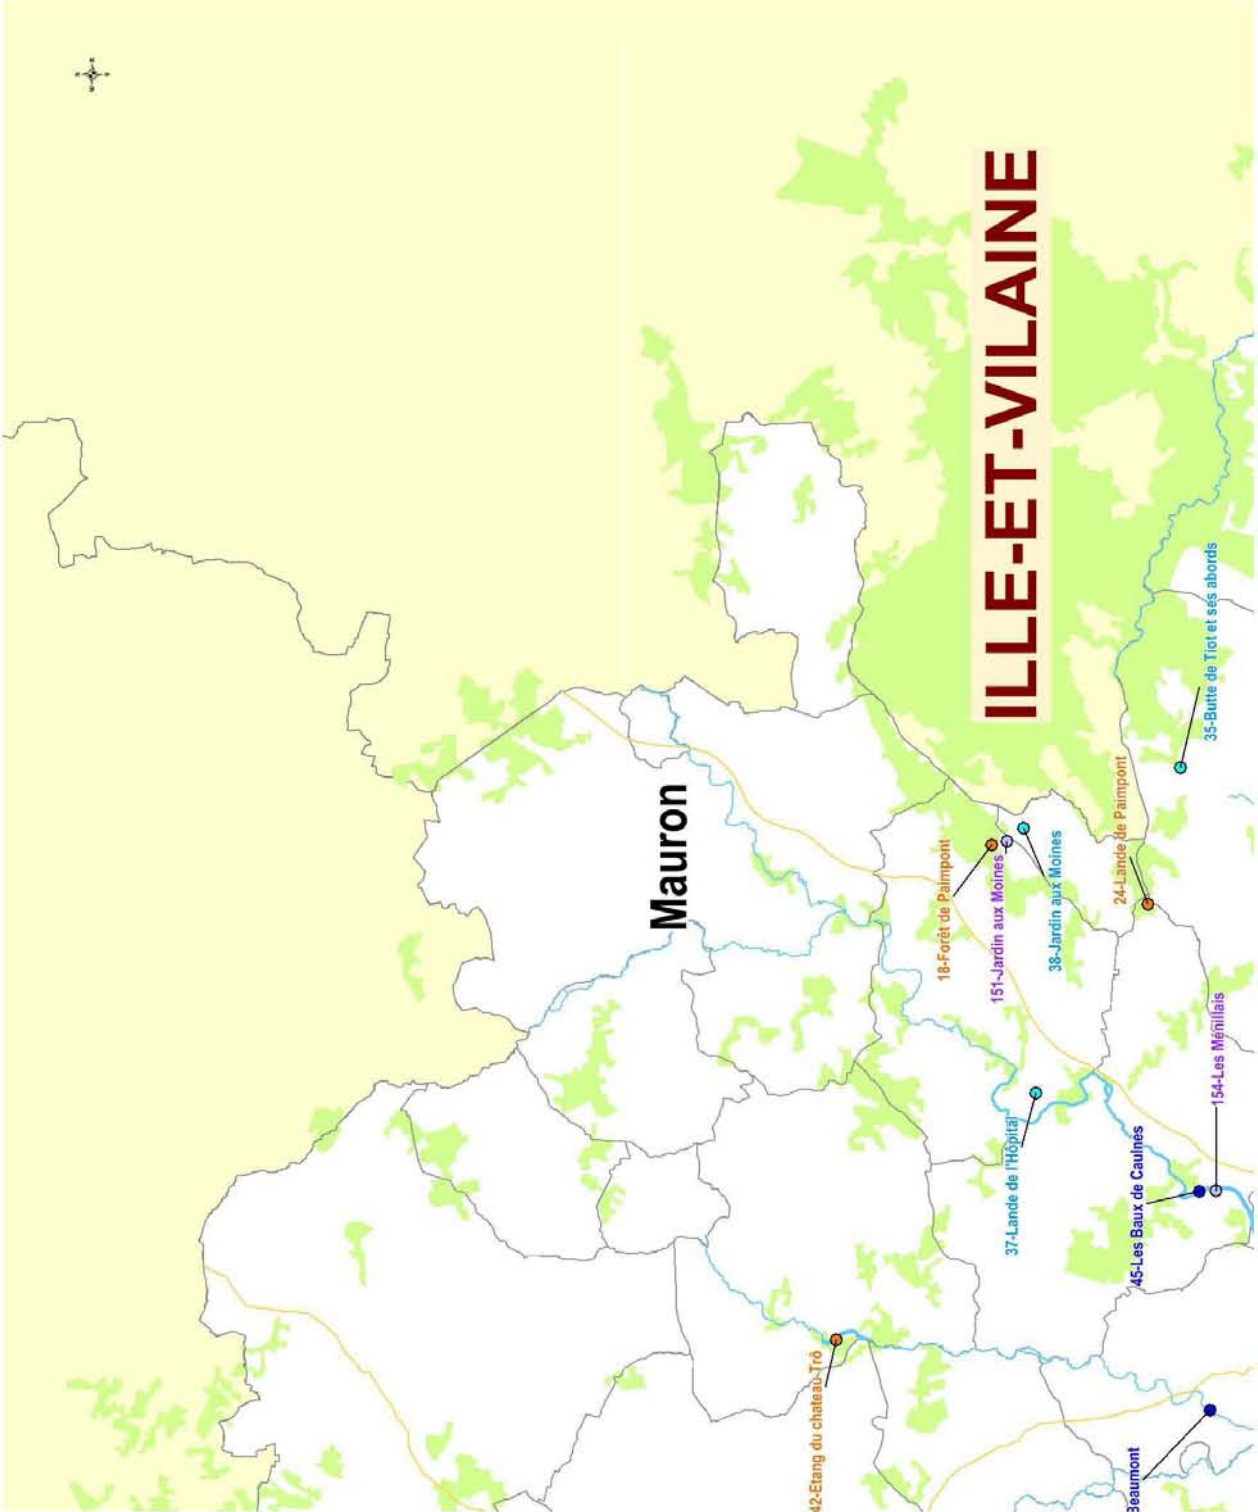 ILLE-ET-VILAINE
Mauron
18-Forêt de Paimpont
151-Jardin aux Moines
38-Jardin aux Moines
24-Lande de Paimpont
35-Butte de Tiot et ses abords
37-Lande de l'Hôpital
154-Les Ménillais
45-Les Baux de Caulnes
42-Etang du chateau Trô
Beaumont